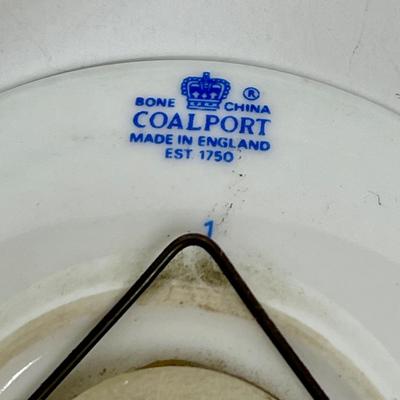 BONE CHINA ®
COALPORT
MADE IN ENGLAND
EST. 1750
1